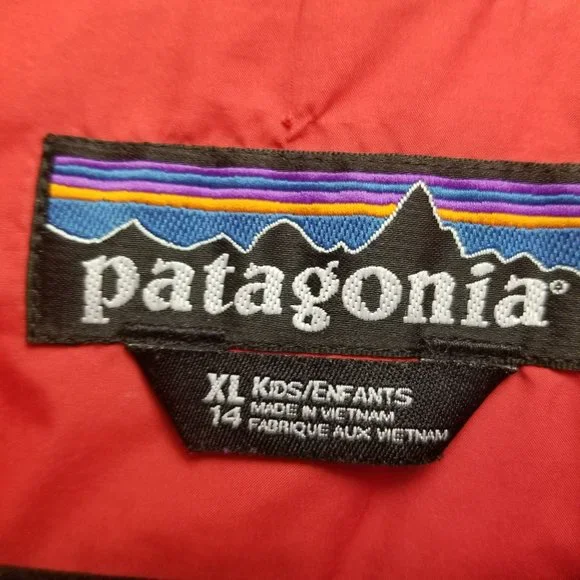 patagonia®
XL KIDS/ENFANTS
14 MADE IN VIETNAM
FABRIQUE AUX VIETNAM